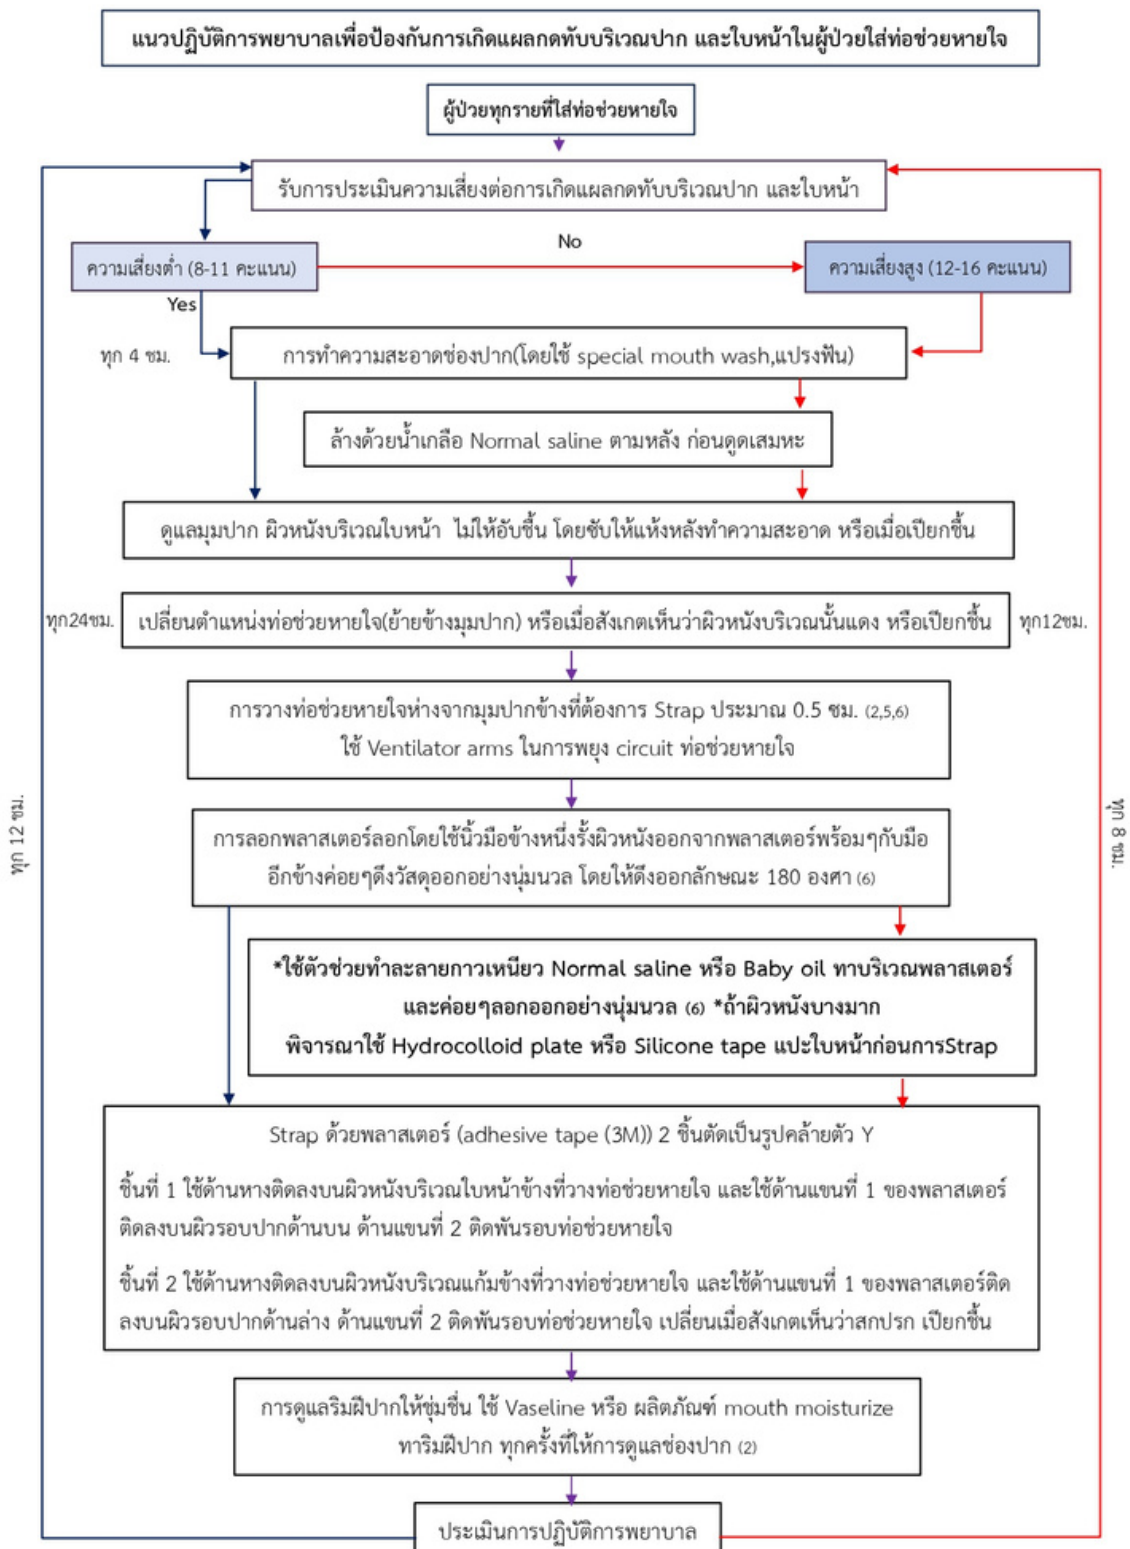 แนวปฏิบัติการพยาบาลเพื่อป้องกันการเกิดแผลกดทับบริเวณปาก และใบหน้าในผู้ป่วยใส่ท่อช่วยหายใจ
ผู้ป่วยทุกรายที่ใส่ท่อช่วยหายใจ
รับการประเมินความเสี่ยงต่อการเกิดแผลกดทับบริเวณปาก และใบหน้า
ความเสี่ยงต่ำ (8-11 คะแนน)
No
ความเสี่ยงสูง (12-16 คะแนน)
Yes
ทุก 4 ชม.
การทำความสะอาดช่องปาก(โดยใช้ special mouth wash,แปรงฟัน)
ล้างด้วยน้ำเกลือ Normal saline ตามหลัง ก่อนดูดเสมหะ
ดูแลมุมปาก ผิวหนังบริเวณใบหน้า ไม่ให้อับชื้น โดยซับให้แห้งหลังทำความสะอาด หรือเมื่อเปียกชื้น
ทุก24ชม.
เปลี่ยนตำแหน่งท่อช่วยหายใจ(ย้ายข้างมุมปาก) หรือเมื่อสังเกตเห็นว่าผิวหนังบริเวณนั้นแดง หรือเปียกชื้น
ทุก12ชม.
การวางท่อช่วยหายใจห่างจากมุมปากข้างที่ต้องการ Strap ประมาณ 0.5 ซม. (2,5,6)
ใช้ Ventilator arms ในการพยุง circuit ท่อช่วยหายใจ
ทุก 12 ชม.
ทุก 8 ชม.
การลอกพลาสเตอร์ลอกโดยใช้นิ้วมือข้างหนึ่งรั้งผิวหนังออกจากพลาสเตอร์พร้อมๆกับมือ
อีกข้างค่อยๆดึงวัสดุออกอย่างนุ่มนวล โดยให้ดึงออกลักษณะ 180 องศา (6)
*ใช้ตัวช่วยทำละลายกาวเหนียว Normal saline หรือ Baby oil ทาบริเวณพลาสเตอร์
และค่อยๆลอกออกอย่างนุ่มนวล (6) *ถ้าผิวหนังบางมาก
พิจารณาใช้ Hydrocolloid plate หรือ Silicone tape แปะใบหน้าก่อนการStrap
Strap ด้วยพลาสเตอร์ (adhesive tape (3M)) 2 ชิ้นตัดเป็นรูปคล้ายตัว Y
ชิ้นที่ 1 ใช้ด้านหางติดลงบนผิวหนังบริเวณใบหน้าข้างที่วางท่อช่วยหายใจ และใช้ด้านแขนที่ 1 ของพลาสเตอร์
ติดลงบนผิวรอบปากด้านบน ด้านแขนที่ 2 ติดพันรอบท่อช่วยหายใจ
ชิ้นที่ 2 ใช้ด้านหางติดลงบนผิวหนังบริเวณแก้มข้างที่วางท่อช่วยหายใจ และใช้ด้านแขนที่ 1 ของพลาสเตอร์ติด
ลงบนผิวรอบปากด้านล่าง ด้านแขนที่ 2 ติดพันรอบท่อช่วยหายใจ เปลี่ยนเมื่อสังเกตเห็นว่าสกปรก เปียกชื้น
การดูแลริมฝีปากให้ชุ่มชื่น ใช้ Vaseline หรือ ผลิตภัณฑ์ mouth moisturize
ทาริมฝีปาก ทุกครั้งที่ให้การดูแลช่องปาก (2)
ประเมินการปฏิบัติการพยาบาล